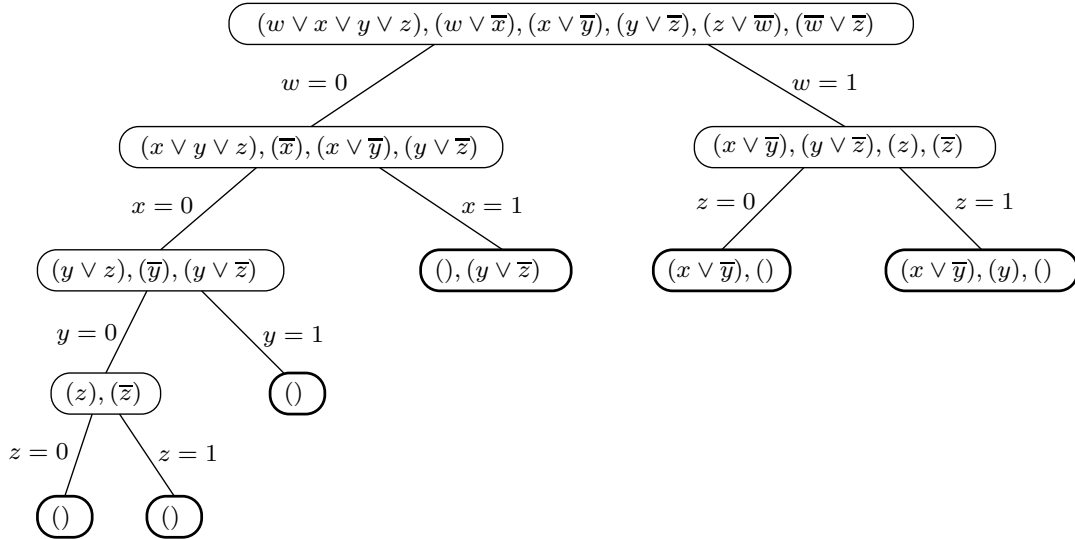 (w ∨ x ∨ y ∨ z), (w ∨ x̅), (x ∨ y̅), (y ∨ z̅), (z ∨ w̅), (w̅ ∨ z̅)
w = 0 w = 1
(x ∨ y ∨ z), (x̅), (x ∨ y̅), (y ∨ z̅) (x ∨ y̅), (y ∨ z̅), (z), (z̅)
x = 0 x = 1 z = 0 z = 1
(y ∨ z), (y̅), (y ∨ z̅) (), (y ∨ z̅) (x ∨ y̅), () (x ∨ y̅), (y), ()
y = 0 y = 1
(z), (z̅) ()
z = 0 z = 1
() ()